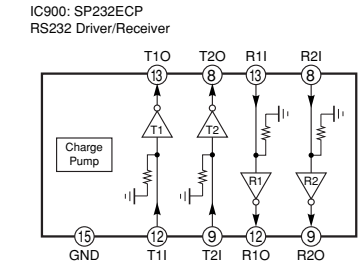 IC900: SP232ECP
RS232 Driver/Receiver
T1O T2O R1I R2I
13 8 13 8
T1 T2
Charge
Pump
R1 R2
15 12 9 12 9
GND T1I T2I R1O R2O